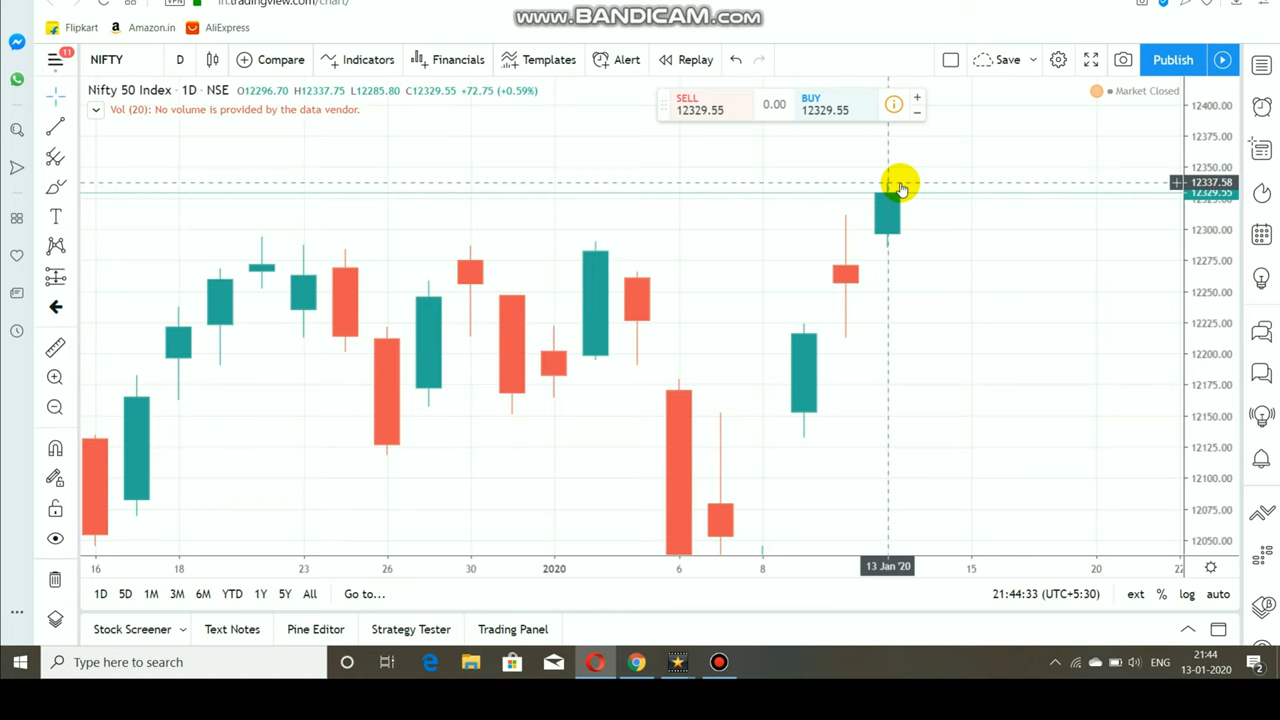 www.BANDICAM.com
in.tradingview.com/chart/
VPN
Flipkart
Amazon.in
AliExpress
11
NIFTY
D
Compare
Indicators
Financials
Templates
Alert
Replay
Save
Publish
Nifty 50 Index · 1D · NSE O12296.70 H12337.75 L12285.80 C12329.55 +72.75 (+0.59%)
Vol (20): No volume is provided by the data vendor.
SELL
12329.55
0.00
BUY
12329.55
Market Closed
12400.00
12375.00
12350.00
12337.58
12329.55
12325.00
12300.00
12275.00
12250.00
12225.00
12200.00
12175.00
12150.00
12125.00
12100.00
12075.00
12050.00
16
18
23
26
30
2020
6
8
13 Jan '20
15
20
22
1D
5D
1M
3M
6M
YTD
1Y
5Y
All
Go to...
21:44:33 (UTC+5:30)
ext
%
log
auto
Stock Screener
Text Notes
Pine Editor
Strategy Tester
Trading Panel
Type here to search
ENG
21:44
13-01-2020
2